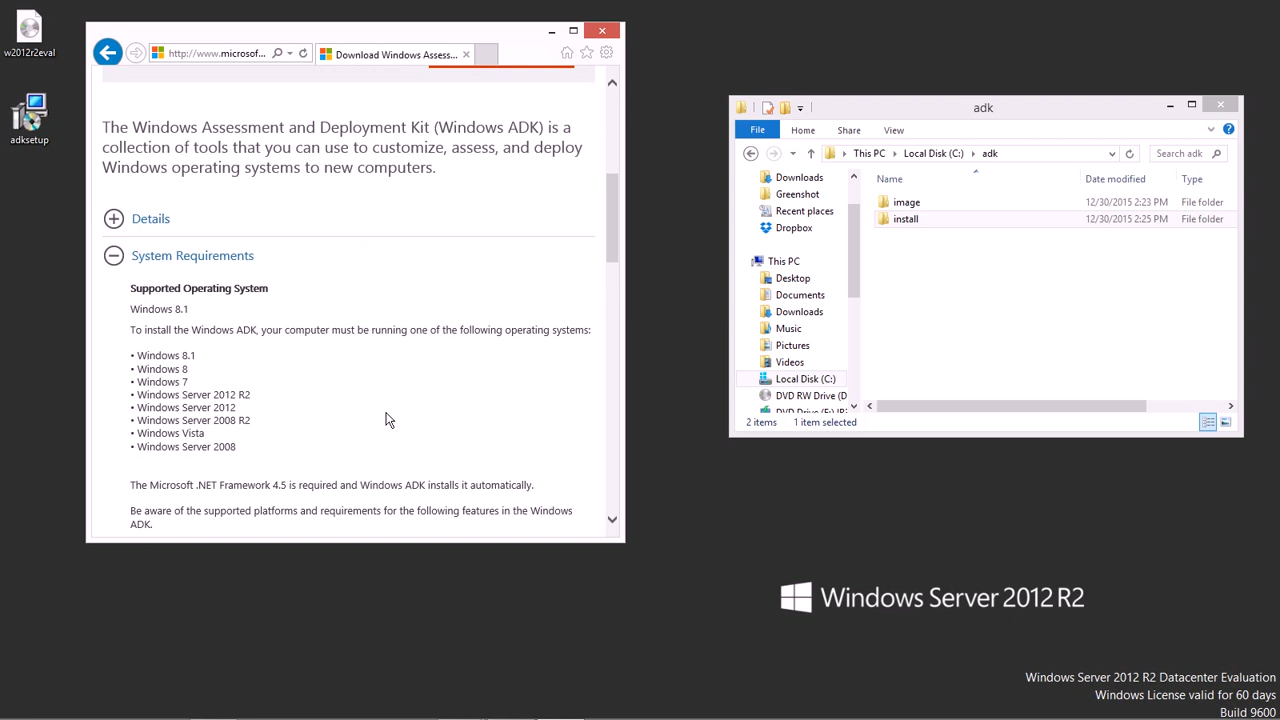 w2012r2eval
adksetup
http://www.microsof...
Download Windows Assess...
The Windows Assessment and Deployment Kit (Windows ADK) is a
collection of tools that you can use to customize, assess, and deploy
Windows operating systems to new computers.
Details
System Requirements
Supported Operating System
Windows 8.1
To install the Windows ADK, your computer must be running one of the following operating systems:
• Windows 8.1
• Windows 8
• Windows 7
• Windows Server 2012 R2
• Windows Server 2012
• Windows Server 2008 R2
• Windows Vista
• Windows Server 2008
The Microsoft .NET Framework 4.5 is required and Windows ADK installs it automatically.
Be aware of the supported platforms and requirements for the following features in the Windows
ADK.
adk
File Home Share View
This PC Local Disk (C:) adk
Search adk
Downloads
Greenshot
Recent places
Dropbox
This PC
Desktop
Documents
Downloads
Music
Pictures
Videos
Local Disk (C:)
DVD RW Drive (D
Name Date modified Type
image 12/30/2015 2:23 PM File folder
install 12/30/2015 2:25 PM File folder
2 items 1 item selected
Windows Server 2012 R2
Windows Server 2012 R2 Datacenter Evaluation
Windows License valid for 60 days
Build 9600